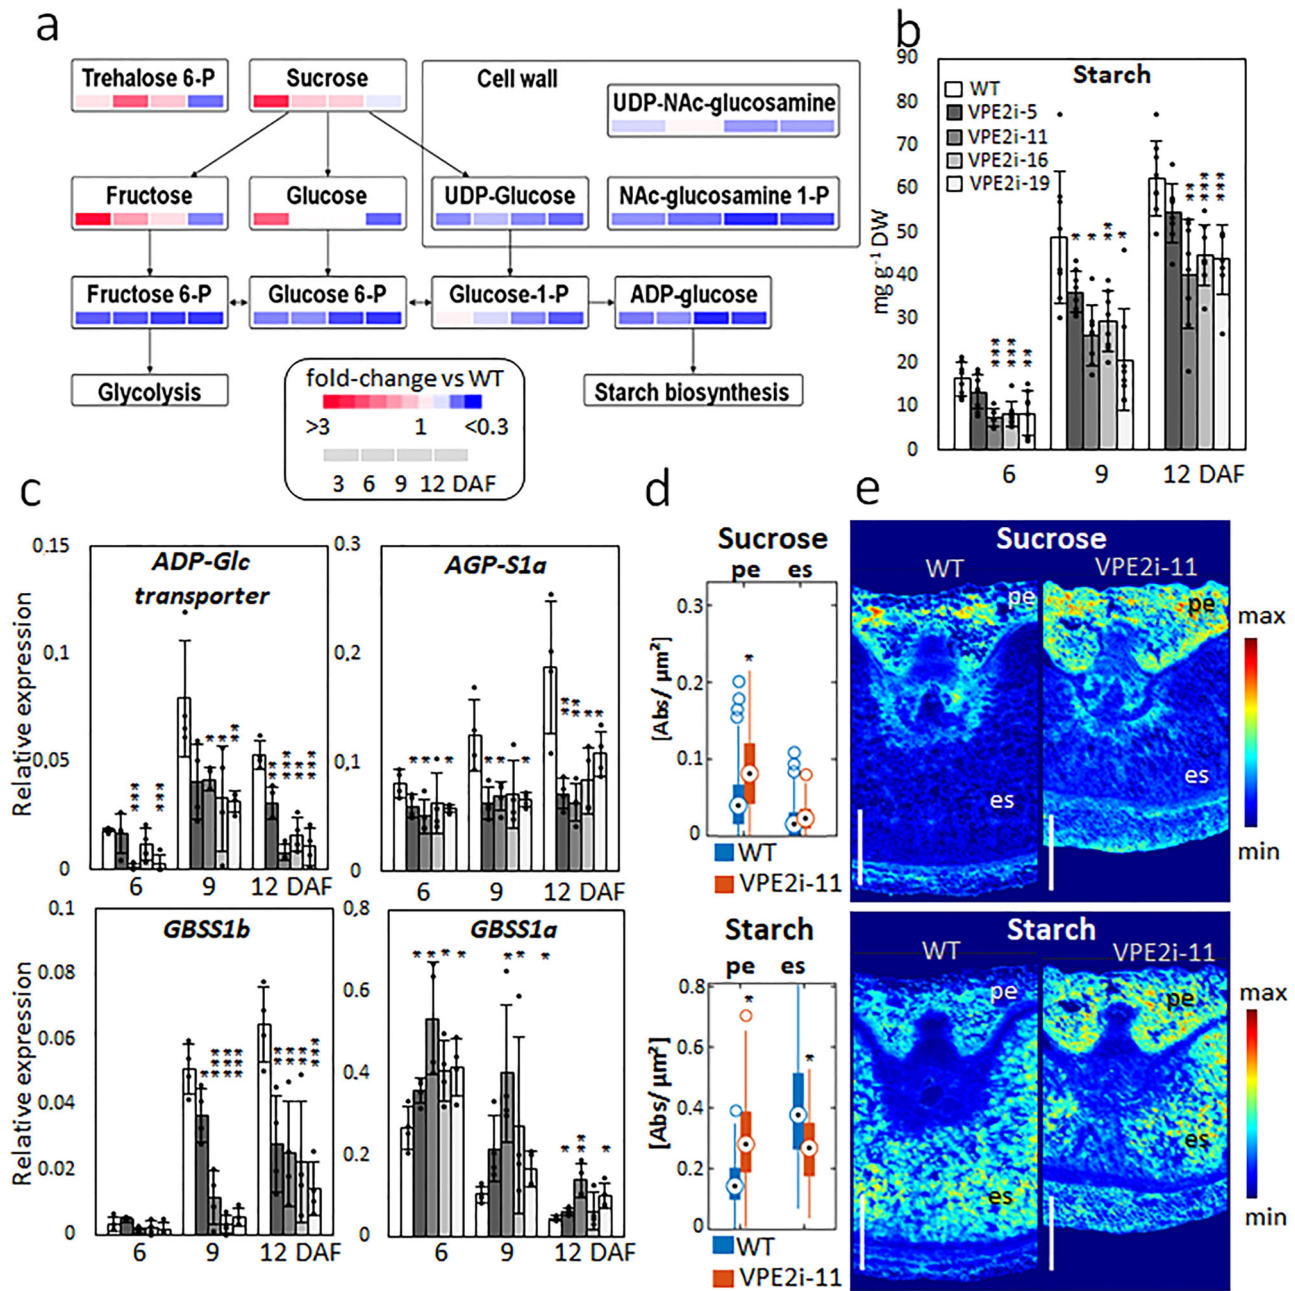 a
Trehalose 6-P
Sucrose
Cell wall
UDP-NAc-glucosamine
Fructose
Glucose
UDP-Glucose
NAc-glucosamine 1-P
Fructose 6-P
Glucose 6-P
Glucose-1-P
ADP-glucose
Glycolysis
Starch biosynthesis
fold-change vs WT
>3 1 <0.3
3 6 9 12 DAF
b
Starch
WT
VPE2i-5
VPE2i-11
VPE2i-16
VPE2i-19
mg g⁻¹ DW
90
80
70
60
50
40
30
20
10
0
*** *** **
* * ** *
** *** ***
6 9 12 DAF
c
Relative expression
ADP-Glc
transporter
0.15
0.1
0.05
0
*** ***
* * **
** *** *** ***
6 9 12 DAF
AGP-S1a
0.3
0,2
0,1
0
* * * *
* * * *
** ** * *
6 9 12 DAF
Relative expression
GBSS1b
0.1
0.08
0.06
0.04
0.02
0
* *** *** ***
** ** ** ***
6 9 12 DAF
GBSS1a
0.8
0.6
0.4
0.2
0
* * * *
* * *
* ** *
6 9 12 DAF
d
Sucrose
pe es
[Abs/ µm²]
0.3
0.2
0.1
0
*
WT
VPE2i-11
Starch
pe es
[Abs/ µm²]
0.8
0.6
0.4
0.2
0
* *
WT
VPE2i-11
e
Sucrose
WT VPE2i-11
pe pe
es es
max
min
Starch
WT VPE2i-11
pe pe
es es
max
min